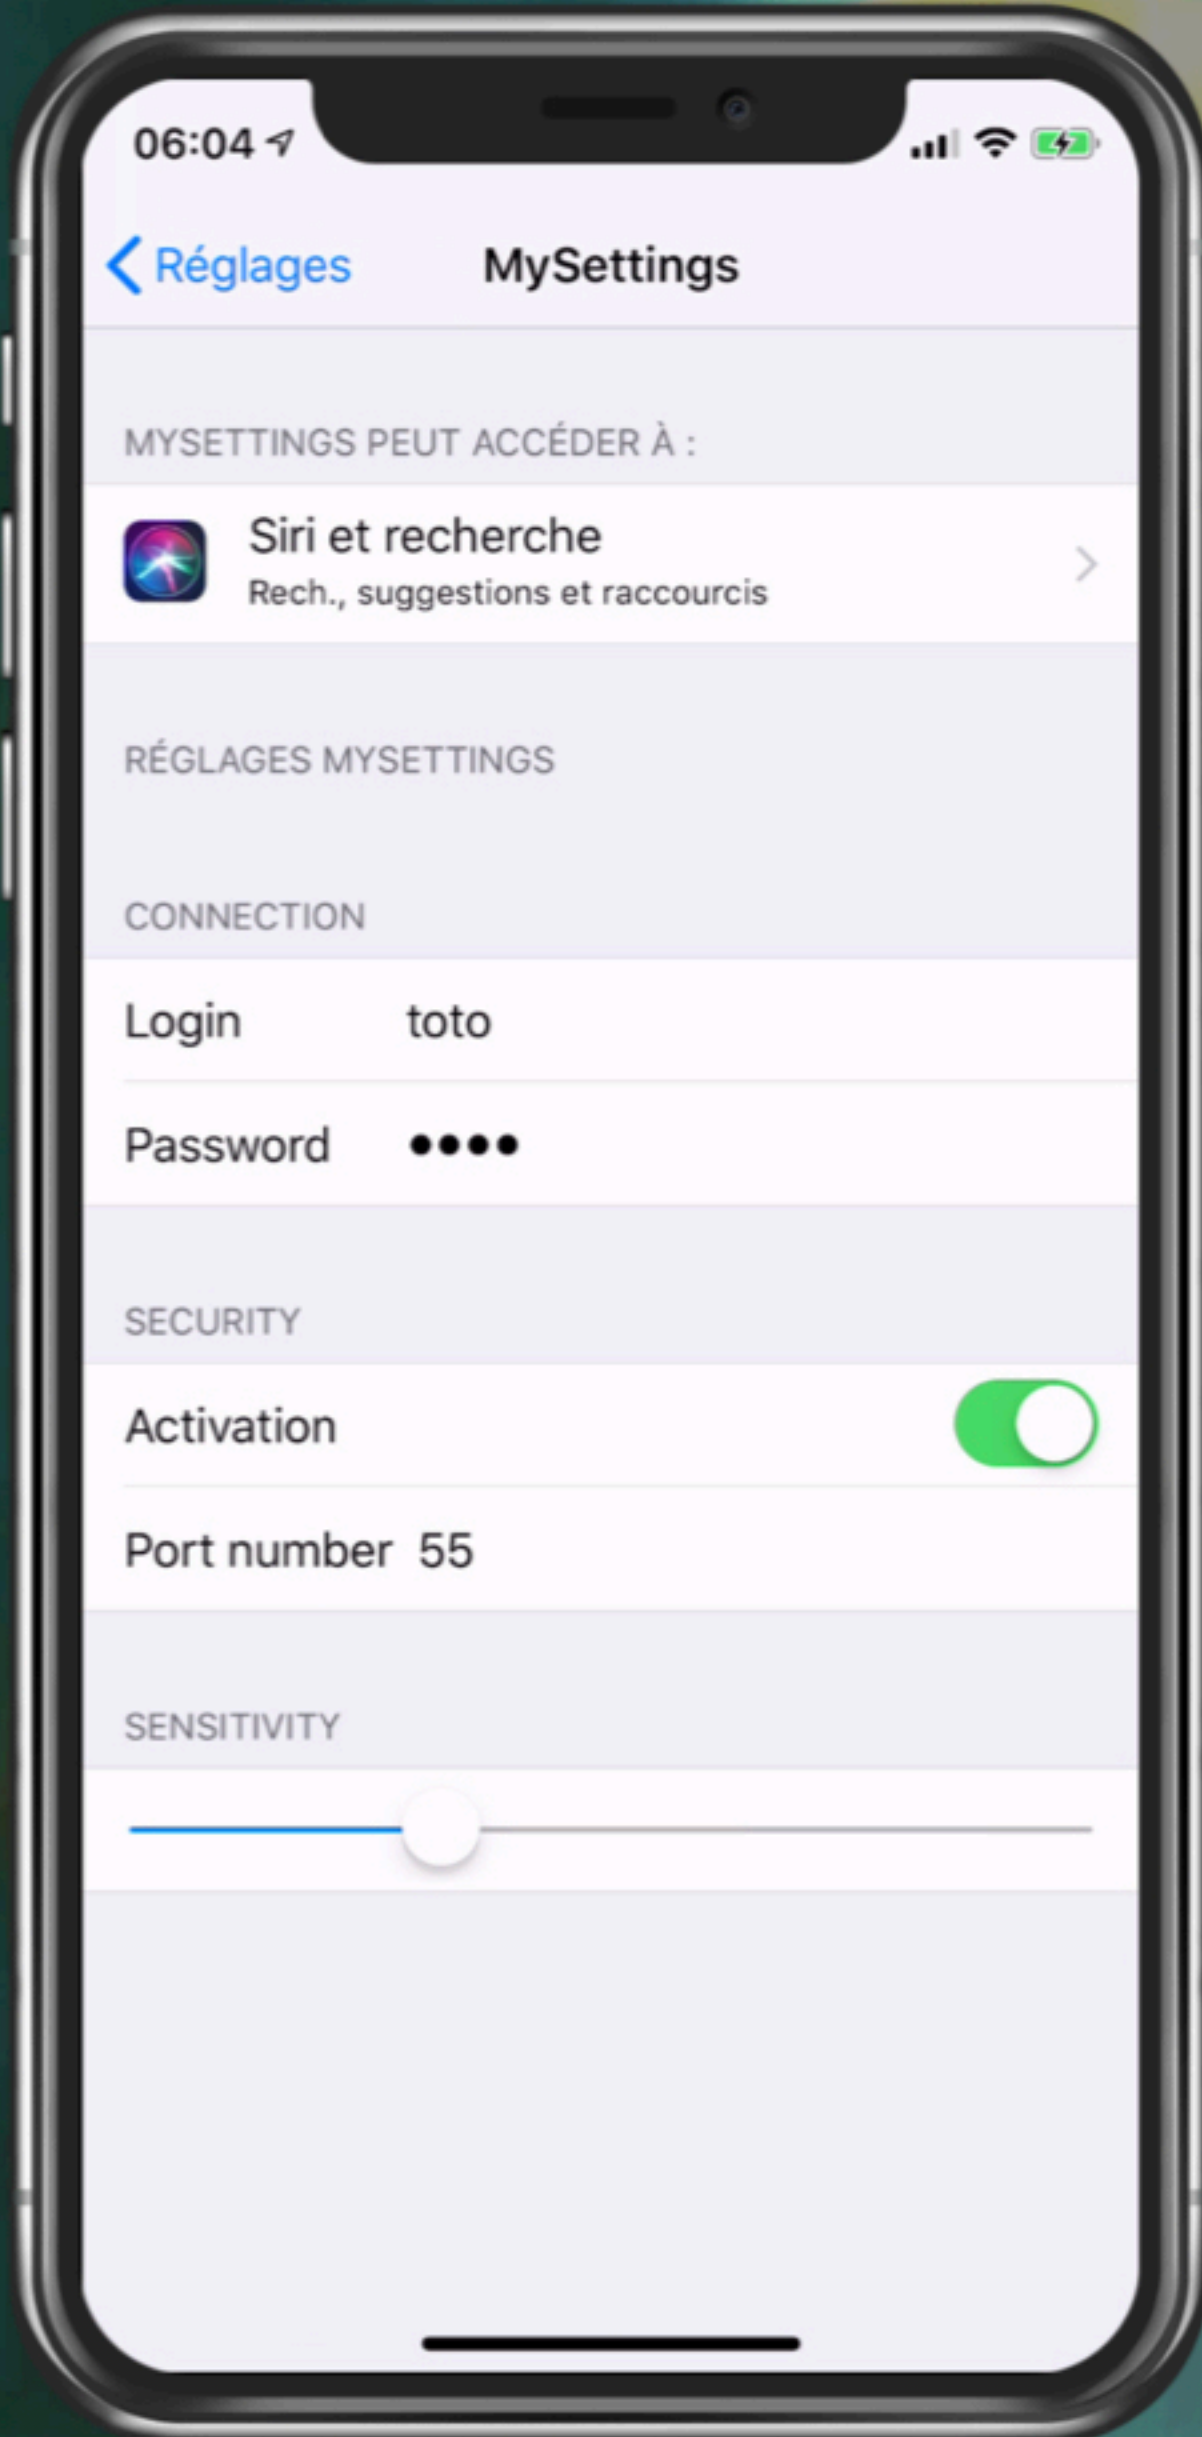 06:04
Réglages
MySettings
MYSETTINGS PEUT ACCÉDER À :
Siri et recherche
Rech., suggestions et raccourcis
RÉGLAGES MYSETTINGS
CONNECTION
Login toto
Password ••••
SECURITY
Activation
Port number 55
SENSITIVITY